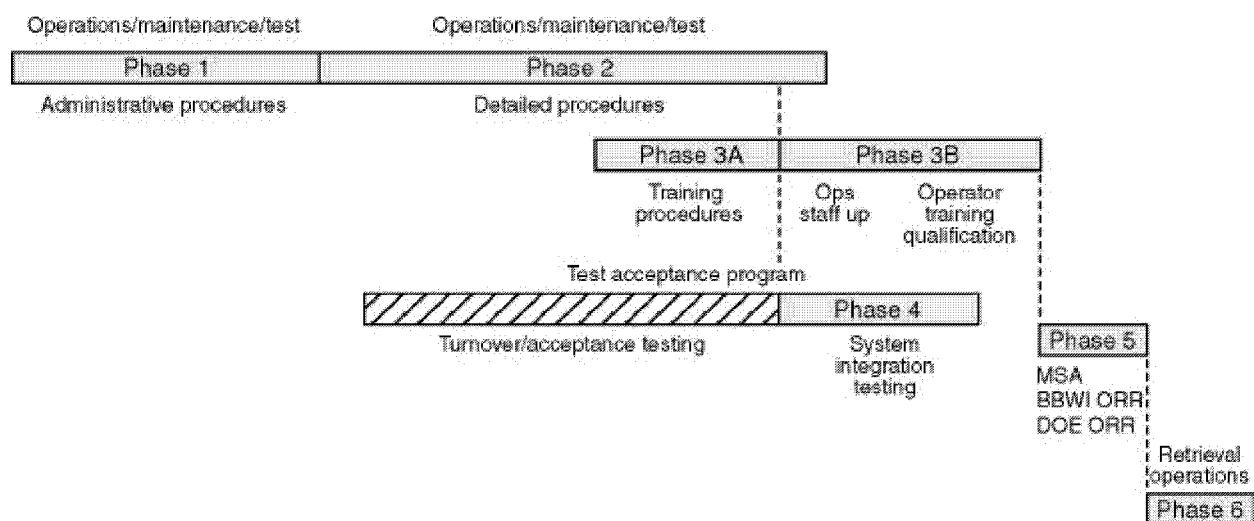 Operations/maintenance/test
Operations/maintenance/test
Phase 1
Phase 2
Administrative procedures
Detailed procedures
Phase 3A
Phase 3B
Training
procedures
Ops
staff up
Operator
training
qualification
Test acceptance program
Phase 4
Turnover/acceptance testing
System
integration
testing
Phase 5
MSA
BBWI ORR
DOE ORR
Retrieval
operations
Phase 6